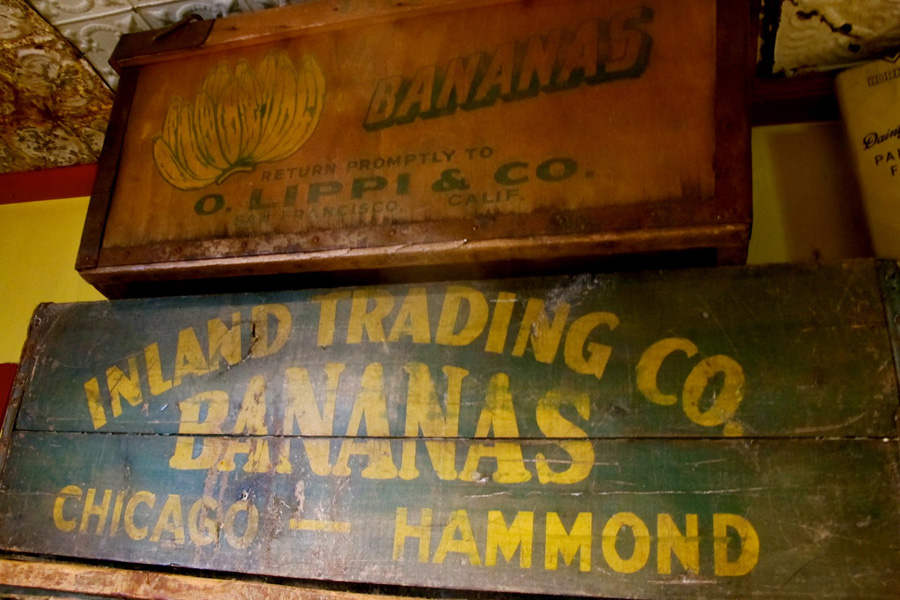 BANANAS
RETURN PROMPTLY TO
O. LIPPI & CO.
SAN FRANCISCO CALIF.
INLAND TRADING CO.
BANANAS
CHICAGO — HAMMOND